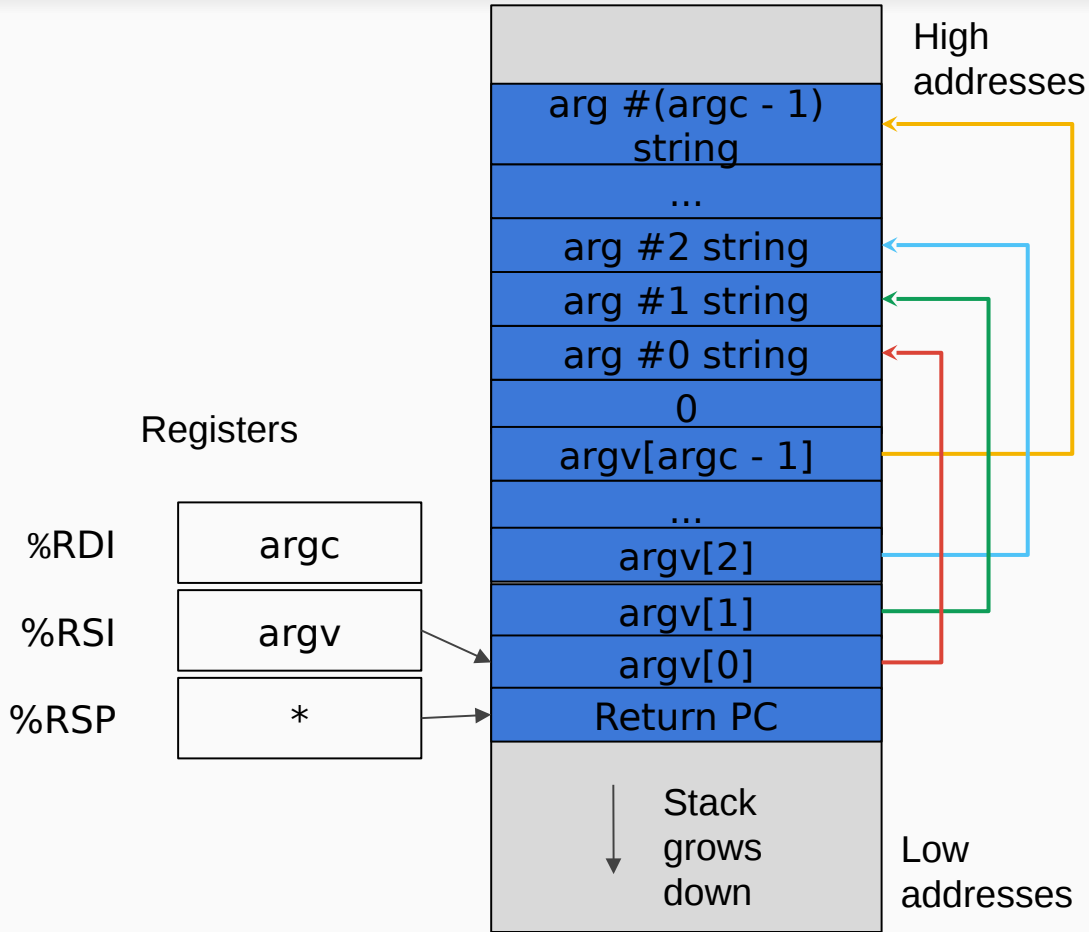 High
addresses
arg #(argc - 1)
string
...
arg #2 string
arg #1 string
arg #0 string
0
argv[argc - 1]
...
argv[2]
argv[1]
argv[0]
Return PC
Registers
%RDI
argc
%RSI
argv
%RSP
*
Stack
grows
down
Low
addresses